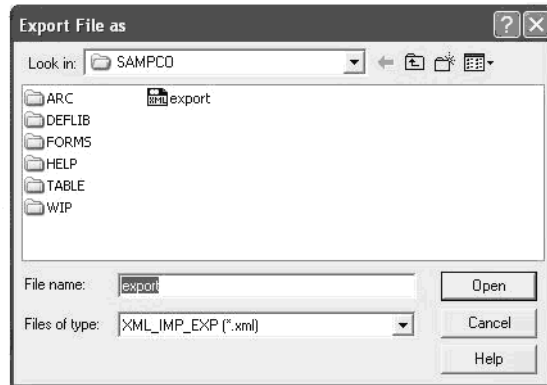 Export File as
Look in: SAMPCO
ARC
export
DEFLIB
FORMS
HELP
TABLE
WIP
File name: export
Open
Files of type: XML_IMP_EXP (*.xml)
Cancel
Help